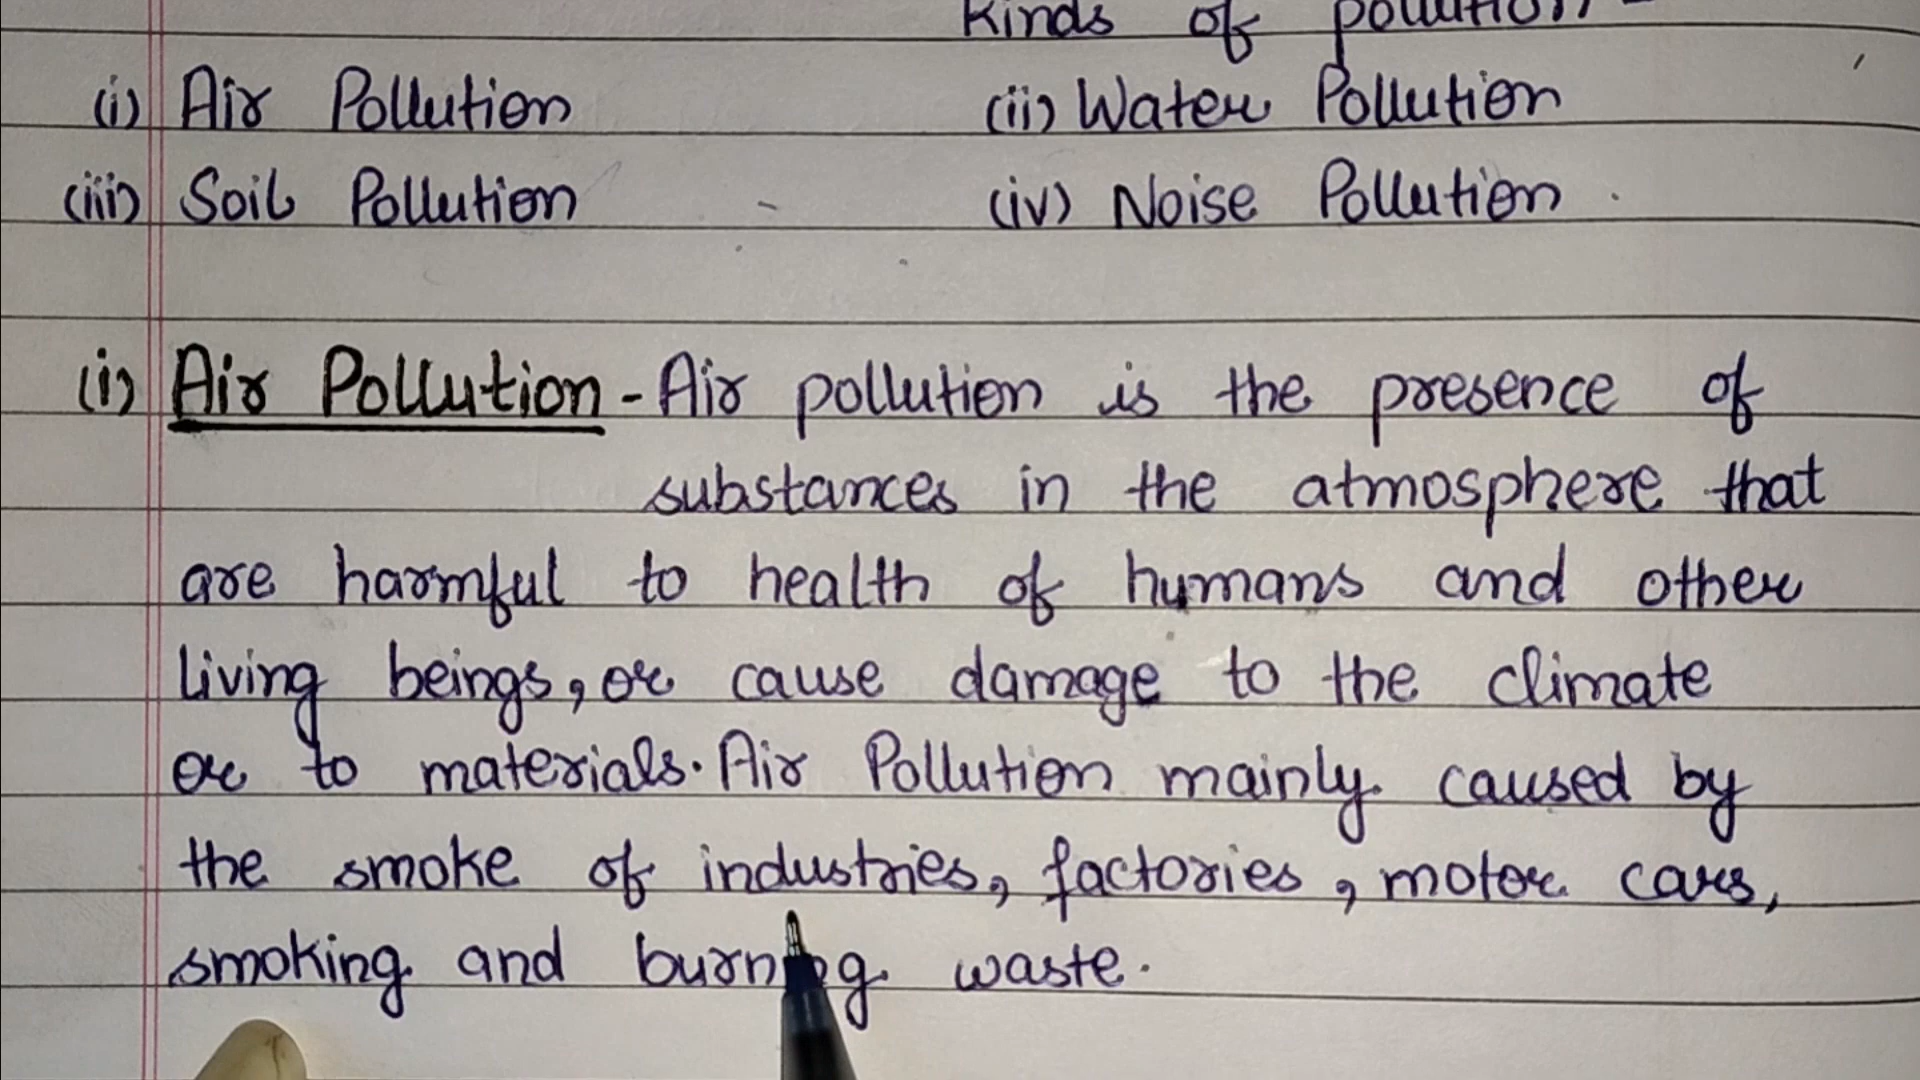 Kinds of pollution -
(i) Air Pollution (ii) Water Pollution
(iii) Soil Pollution (iv) Noise Pollution
(i) Air Pollution - Air pollution is the presence of
substances in the atmosphere that
are harmful to health of humans and other
living beings, or cause damage to the climate
or to materials. Air Pollution mainly caused by
the smoke of industries, factories, motor cars,
smoking and burning waste.